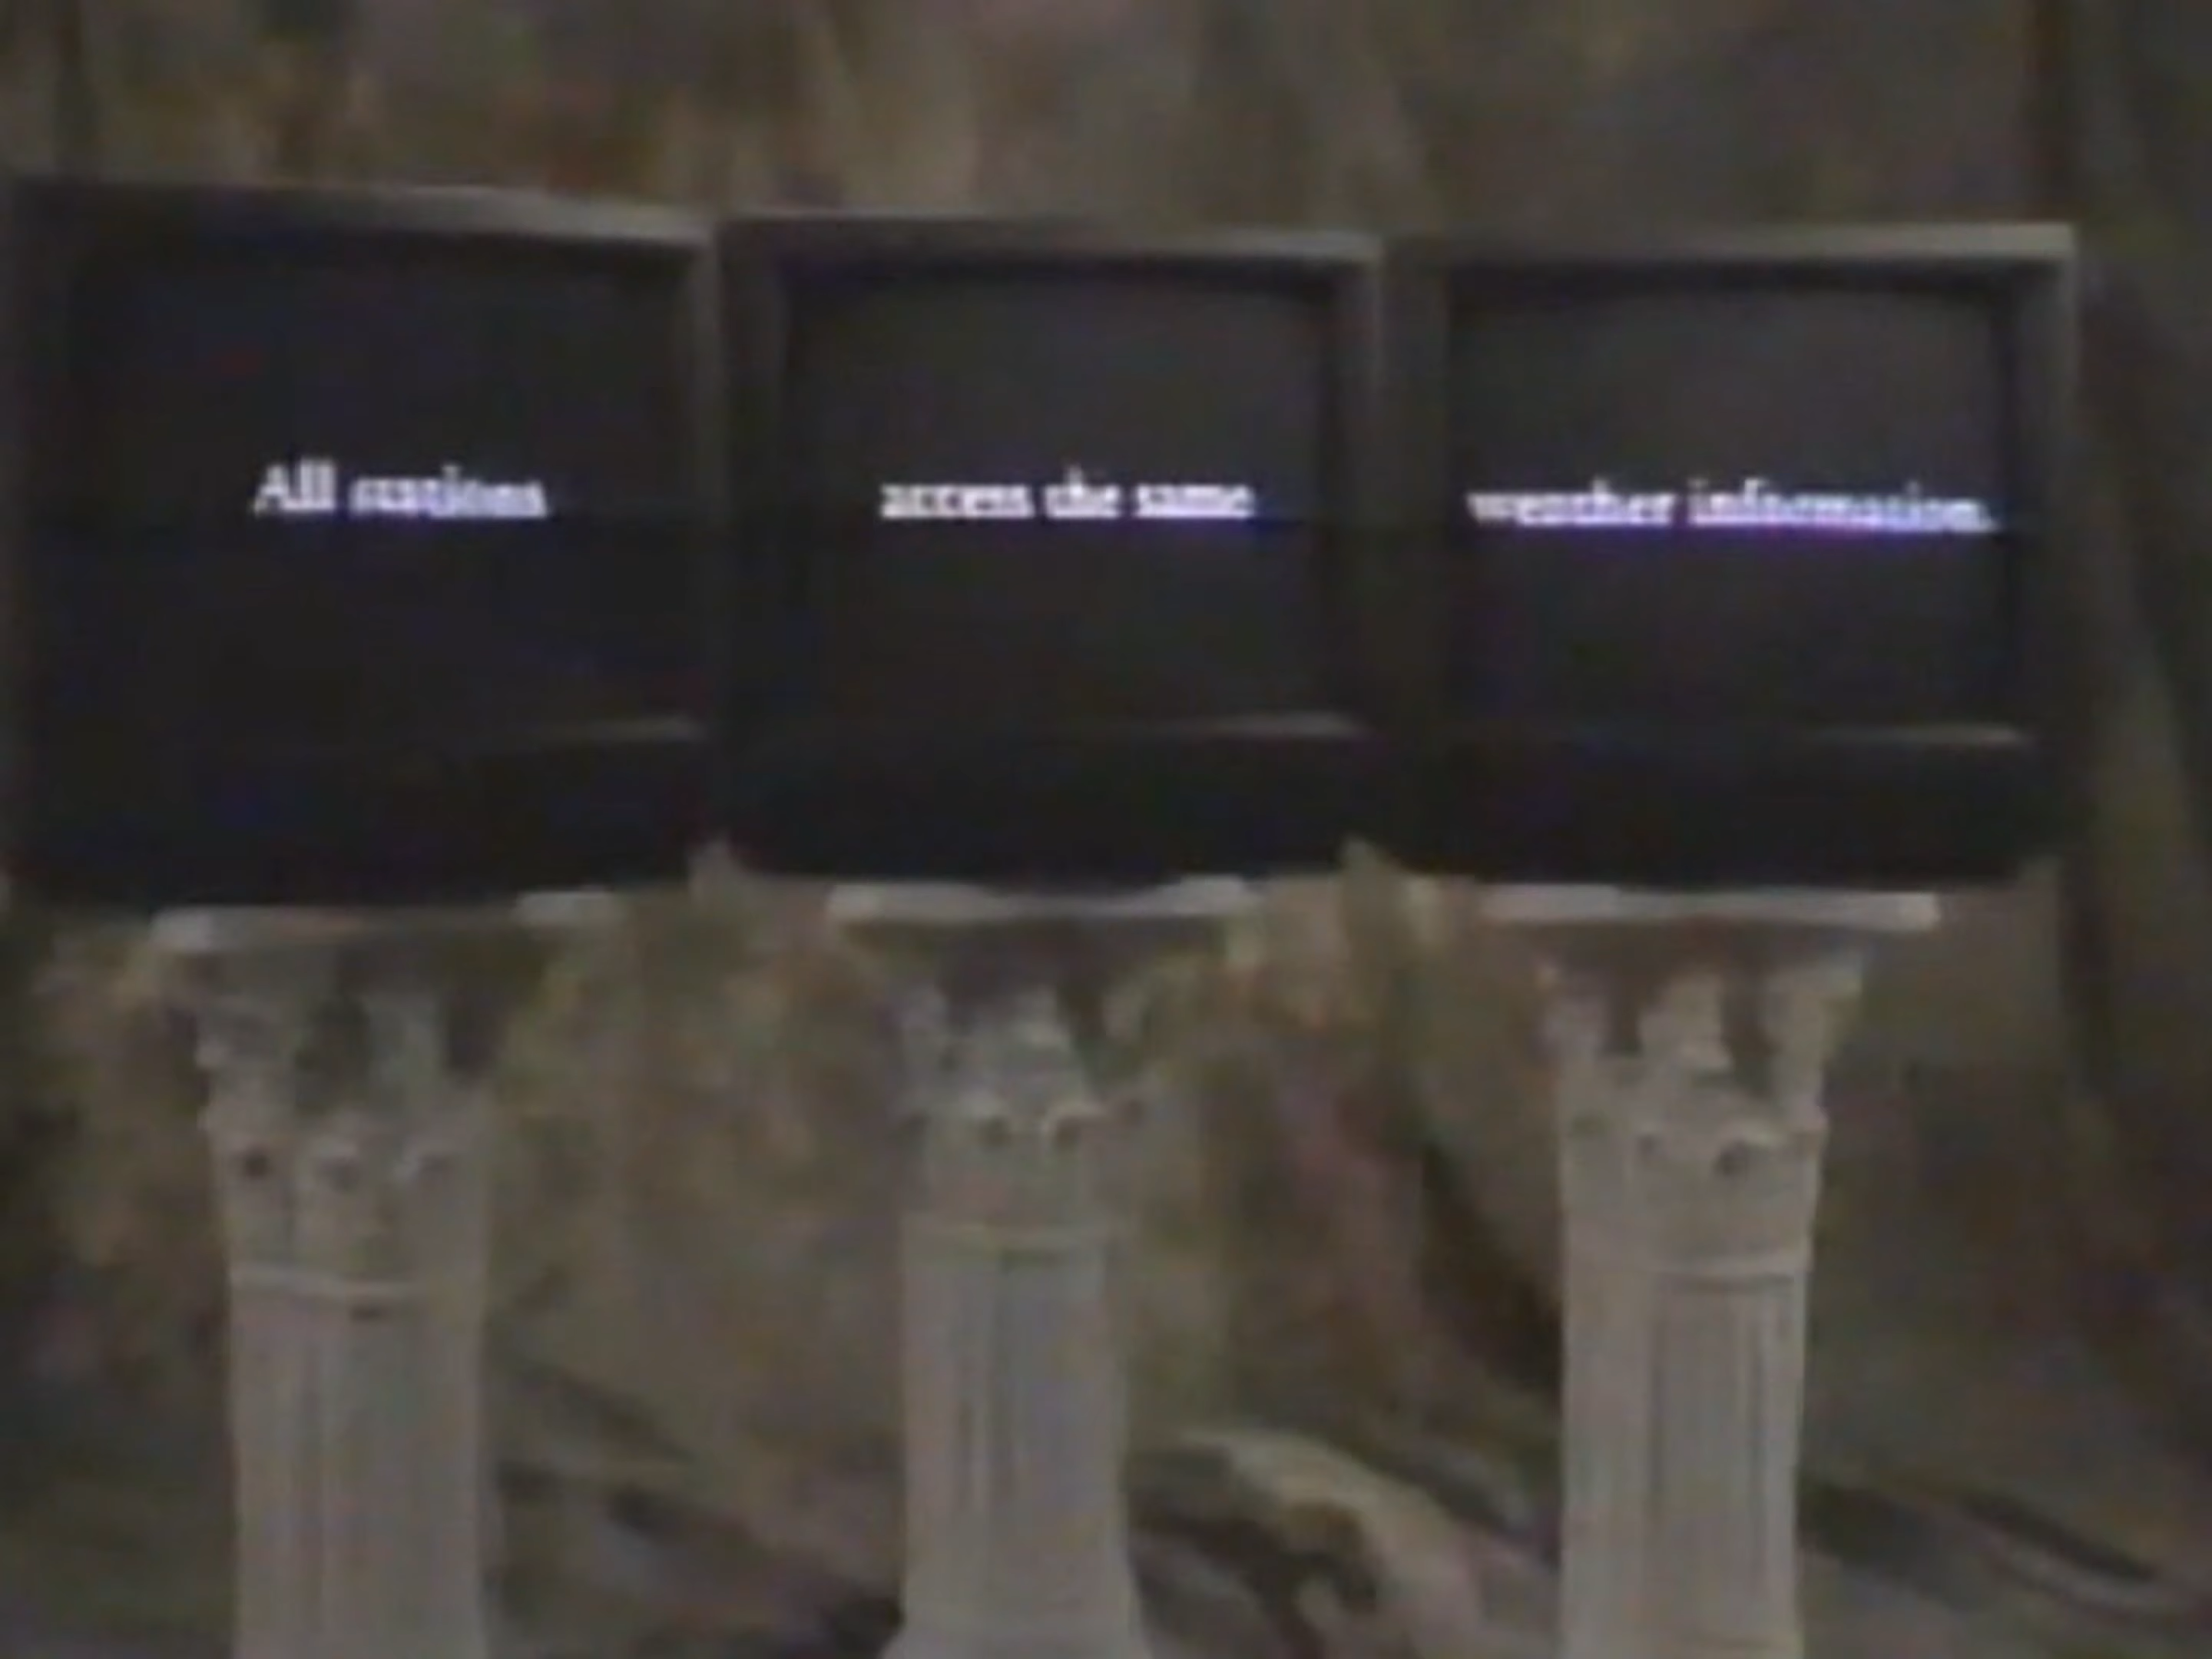 All stations
access the same
weather information.